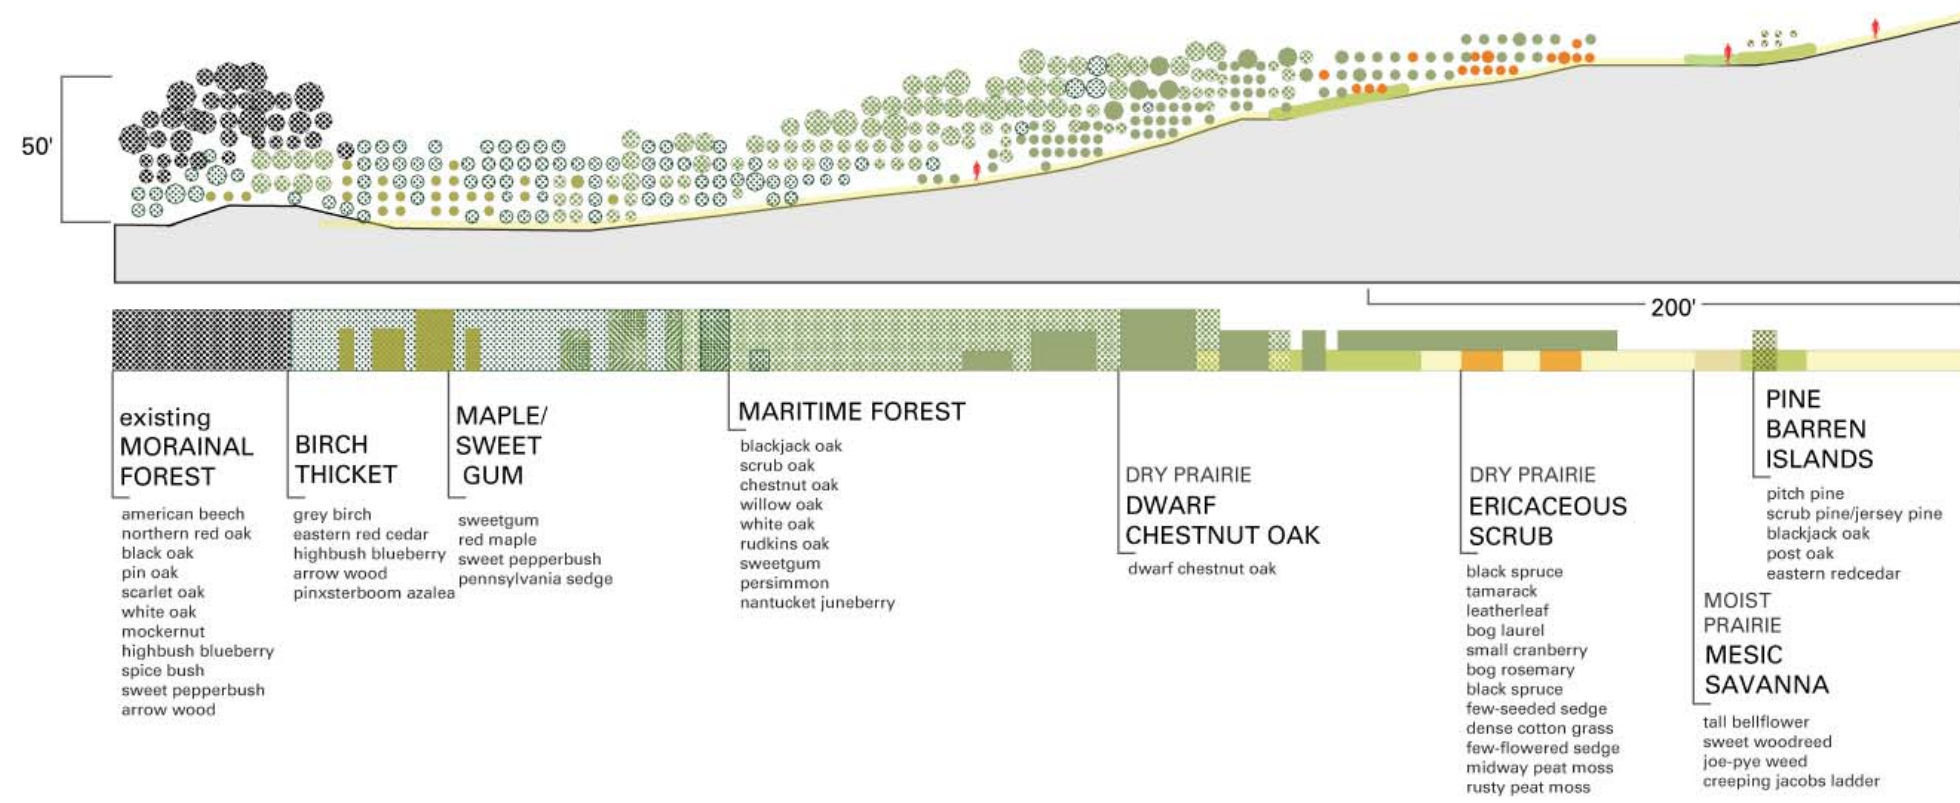 50'
200'
existing
MORAINAL
FOREST
american beech
northern red oak
black oak
pin oak
scarlet oak
white oak
mockernut
highbush blueberry
spice bush
sweet pepperbush
arrow wood
BIRCH
THICKET
grey birch
eastern red cedar
highbush blueberry
arrow wood
pinxsterboom azalea
MAPLE/
SWEET
GUM
sweetgum
red maple
sweet pepperbush
pennsylvania sedge
MARITIME FOREST
blackjack oak
scrub oak
chestnut oak
willow oak
white oak
rudkins oak
sweetgum
persimmon
nantucket juneberry
DRY PRAIRIE
DWARF
CHESTNUT OAK
dwarf chestnut oak
DRY PRAIRIE
ERICACEOUS
SCRUB
black spruce
tamarack
leatherleaf
bog laurel
small cranberry
bog rosemary
black spruce
few-seeded sedge
dense cotton grass
few-flowered sedge
midway peat moss
rusty peat moss
PINE
BARREN
ISLANDS
pitch pine
scrub pine/jersey pine
blackjack oak
post oak
eastern redcedar
MOIST
PRAIRIE
MESIC
SAVANNA
tall bellflower
sweet woodreed
joe-pye weed
creeping jacobs ladder